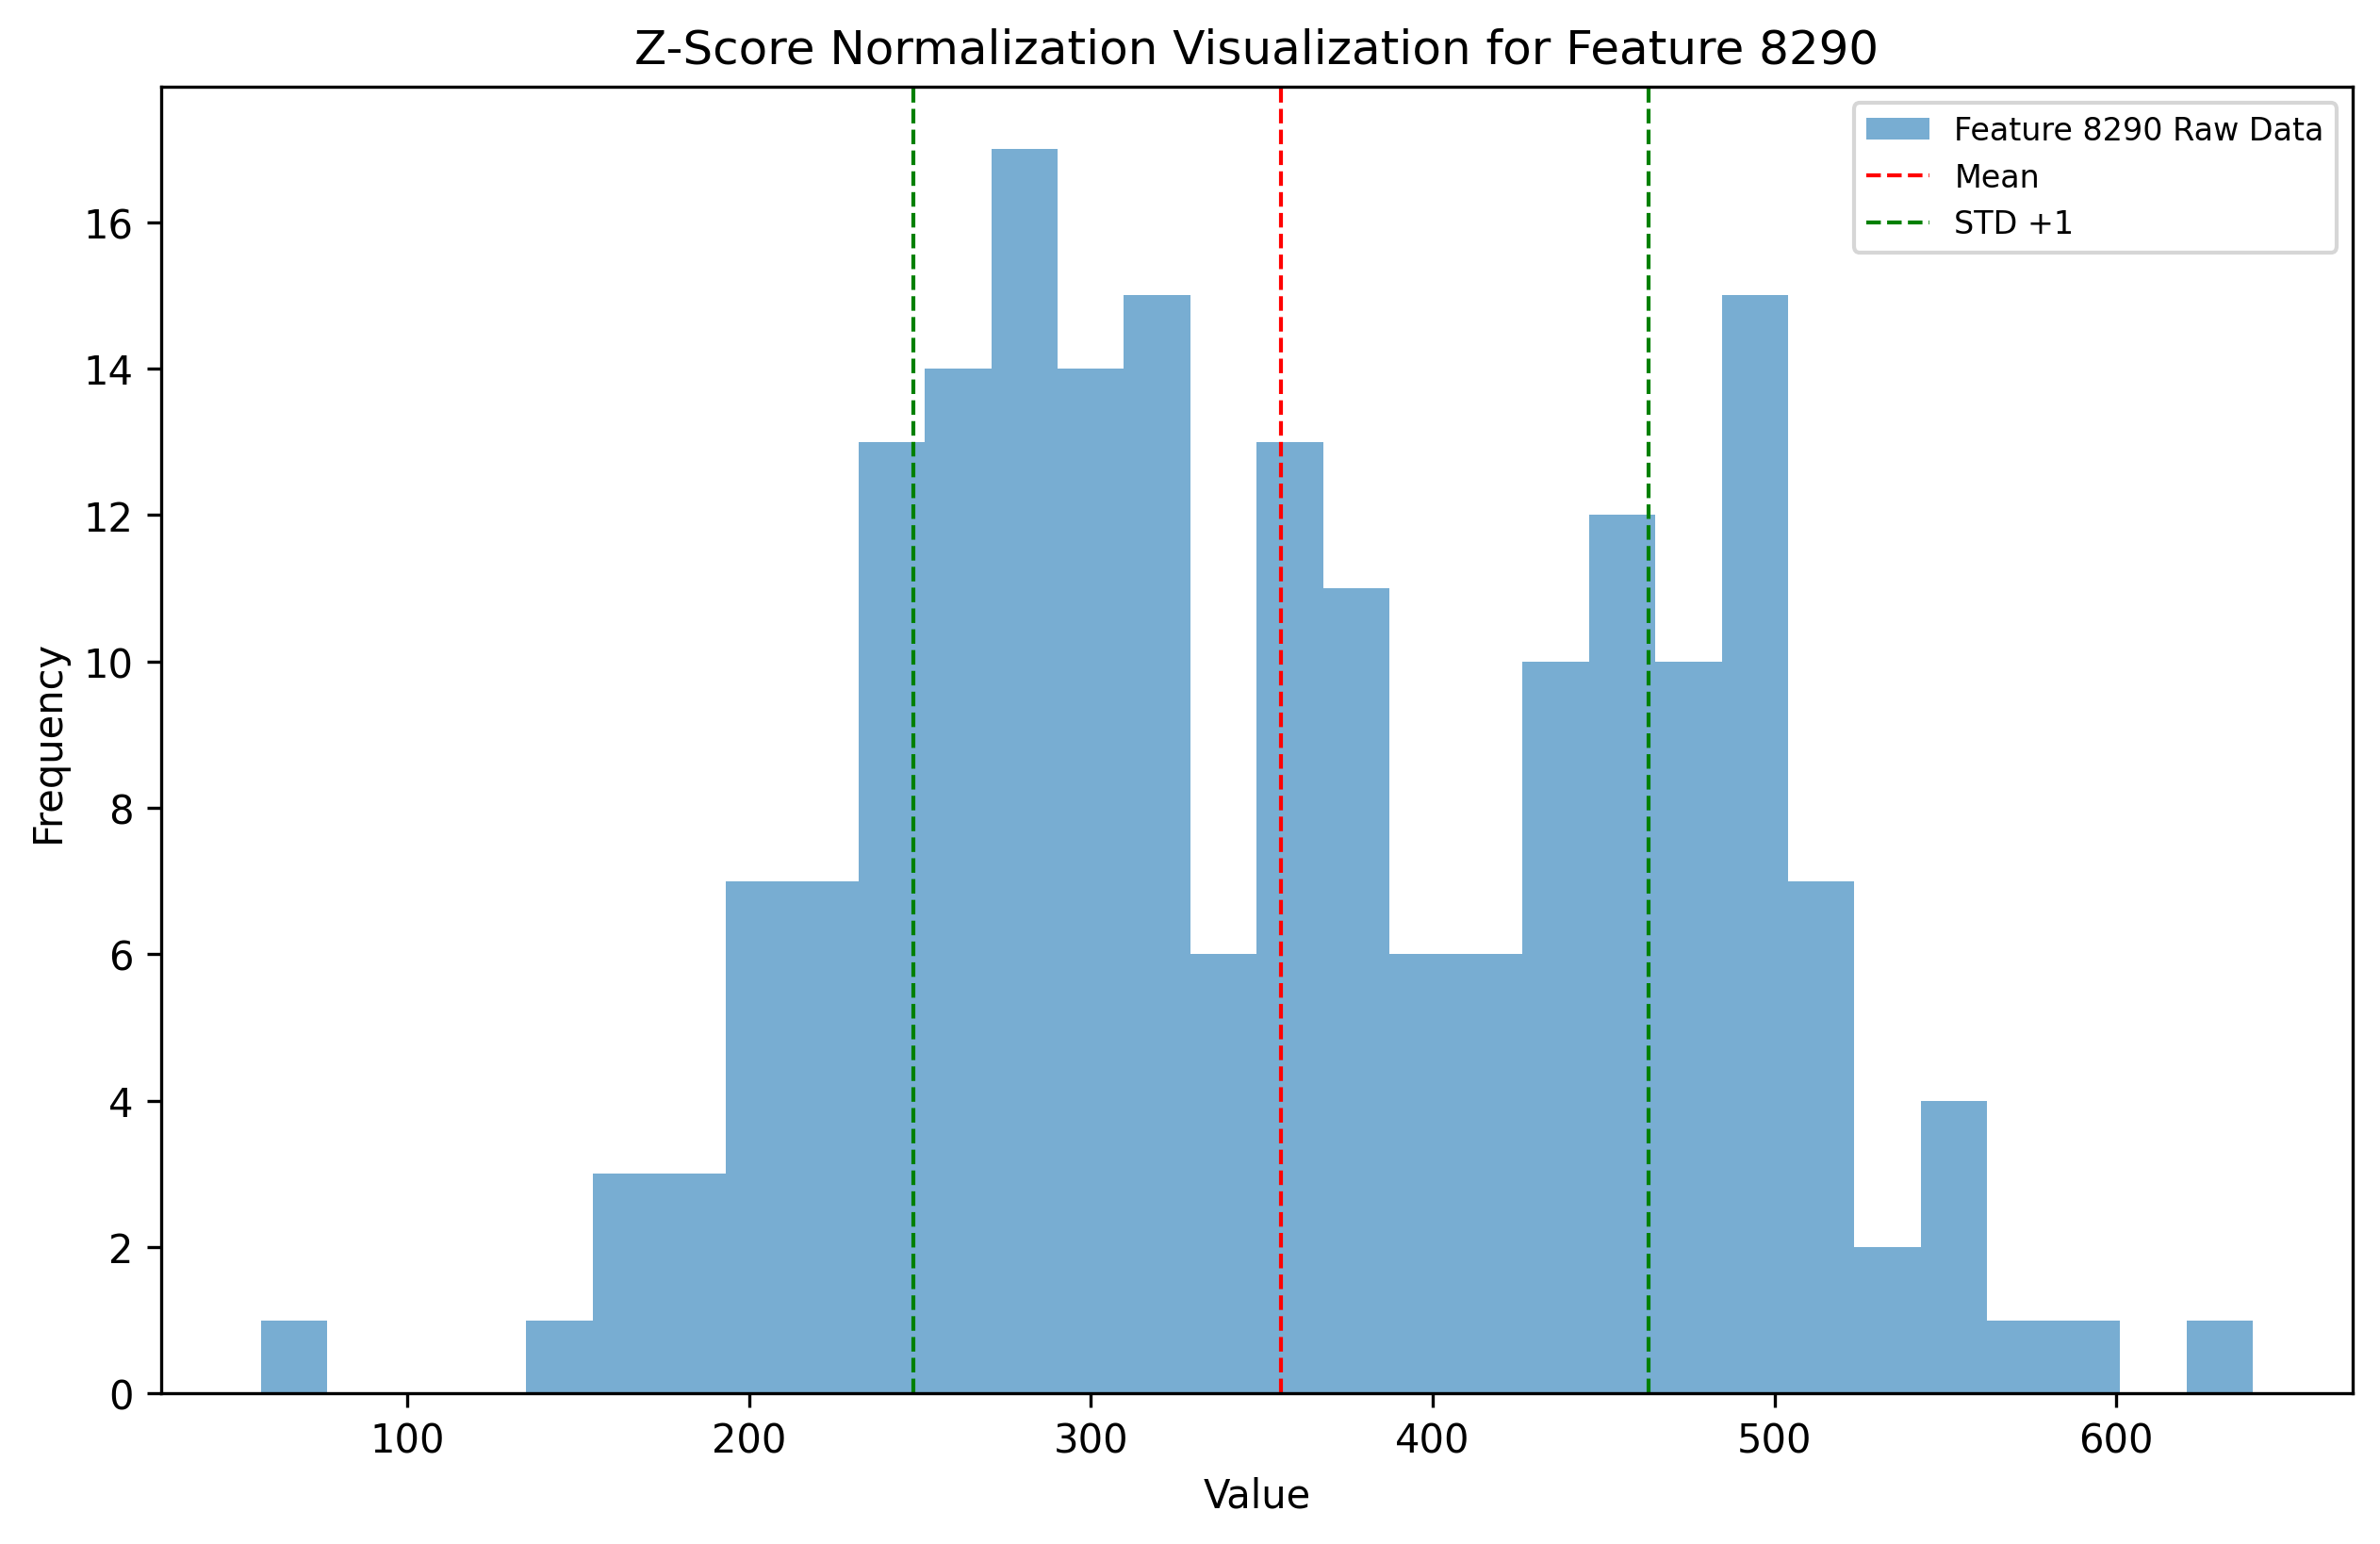 Z-Score Normalization Visualization for Feature 8290
Feature 8290 Raw Data
Mean
STD +1
16
14
12
10
8
6
4
2
0
Frequency
100 200 300 400 500 600
Value